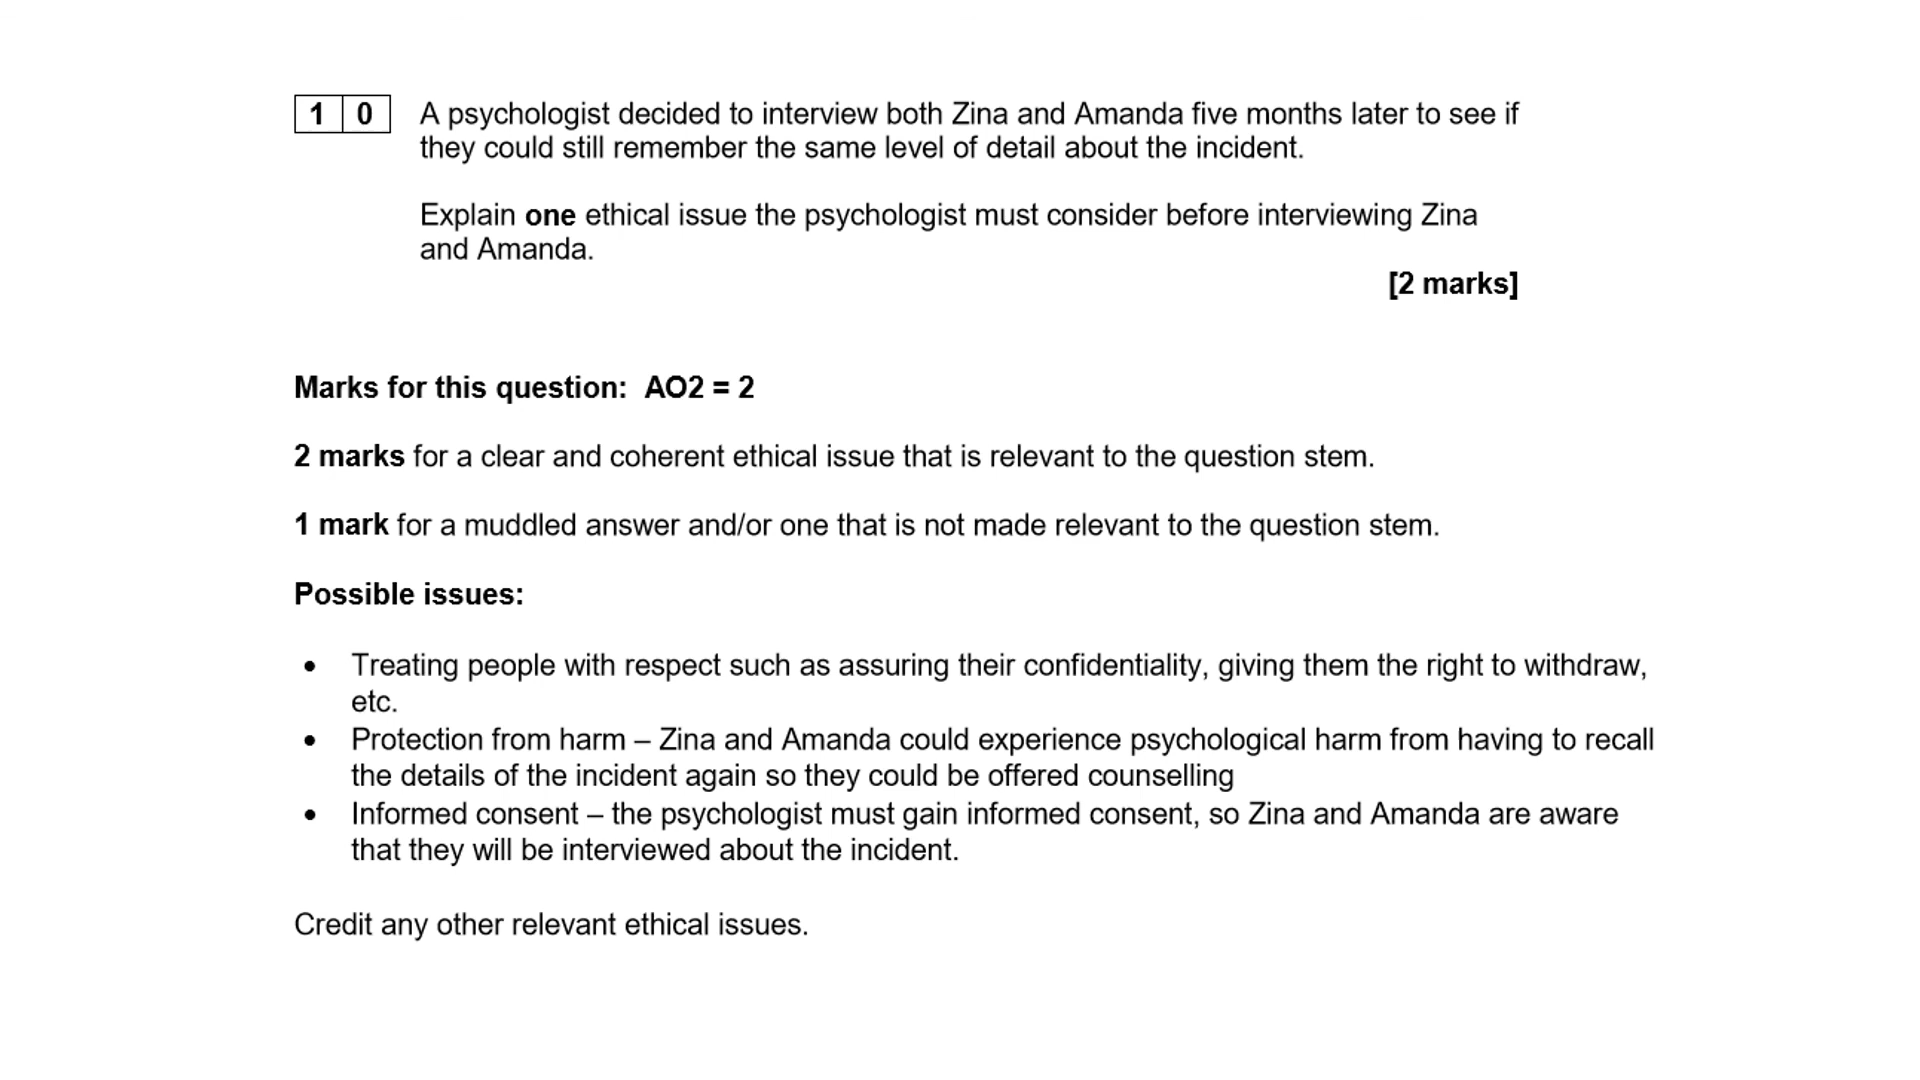 1 0 A psychologist decided to interview both Zina and Amanda five months later to see if
they could still remember the same level of detail about the incident.
Explain one ethical issue the psychologist must consider before interviewing Zina
and Amanda.
[2 marks]
Marks for this question: AO2 = 2
2 marks for a clear and coherent ethical issue that is relevant to the question stem.
1 mark for a muddled answer and/or one that is not made relevant to the question stem.
Possible issues:
• Treating people with respect such as assuring their confidentiality, giving them the right to withdraw,
etc.
• Protection from harm – Zina and Amanda could experience psychological harm from having to recall
the details of the incident again so they could be offered counselling
• Informed consent – the psychologist must gain informed consent, so Zina and Amanda are aware
that they will be interviewed about the incident.
Credit any other relevant ethical issues.